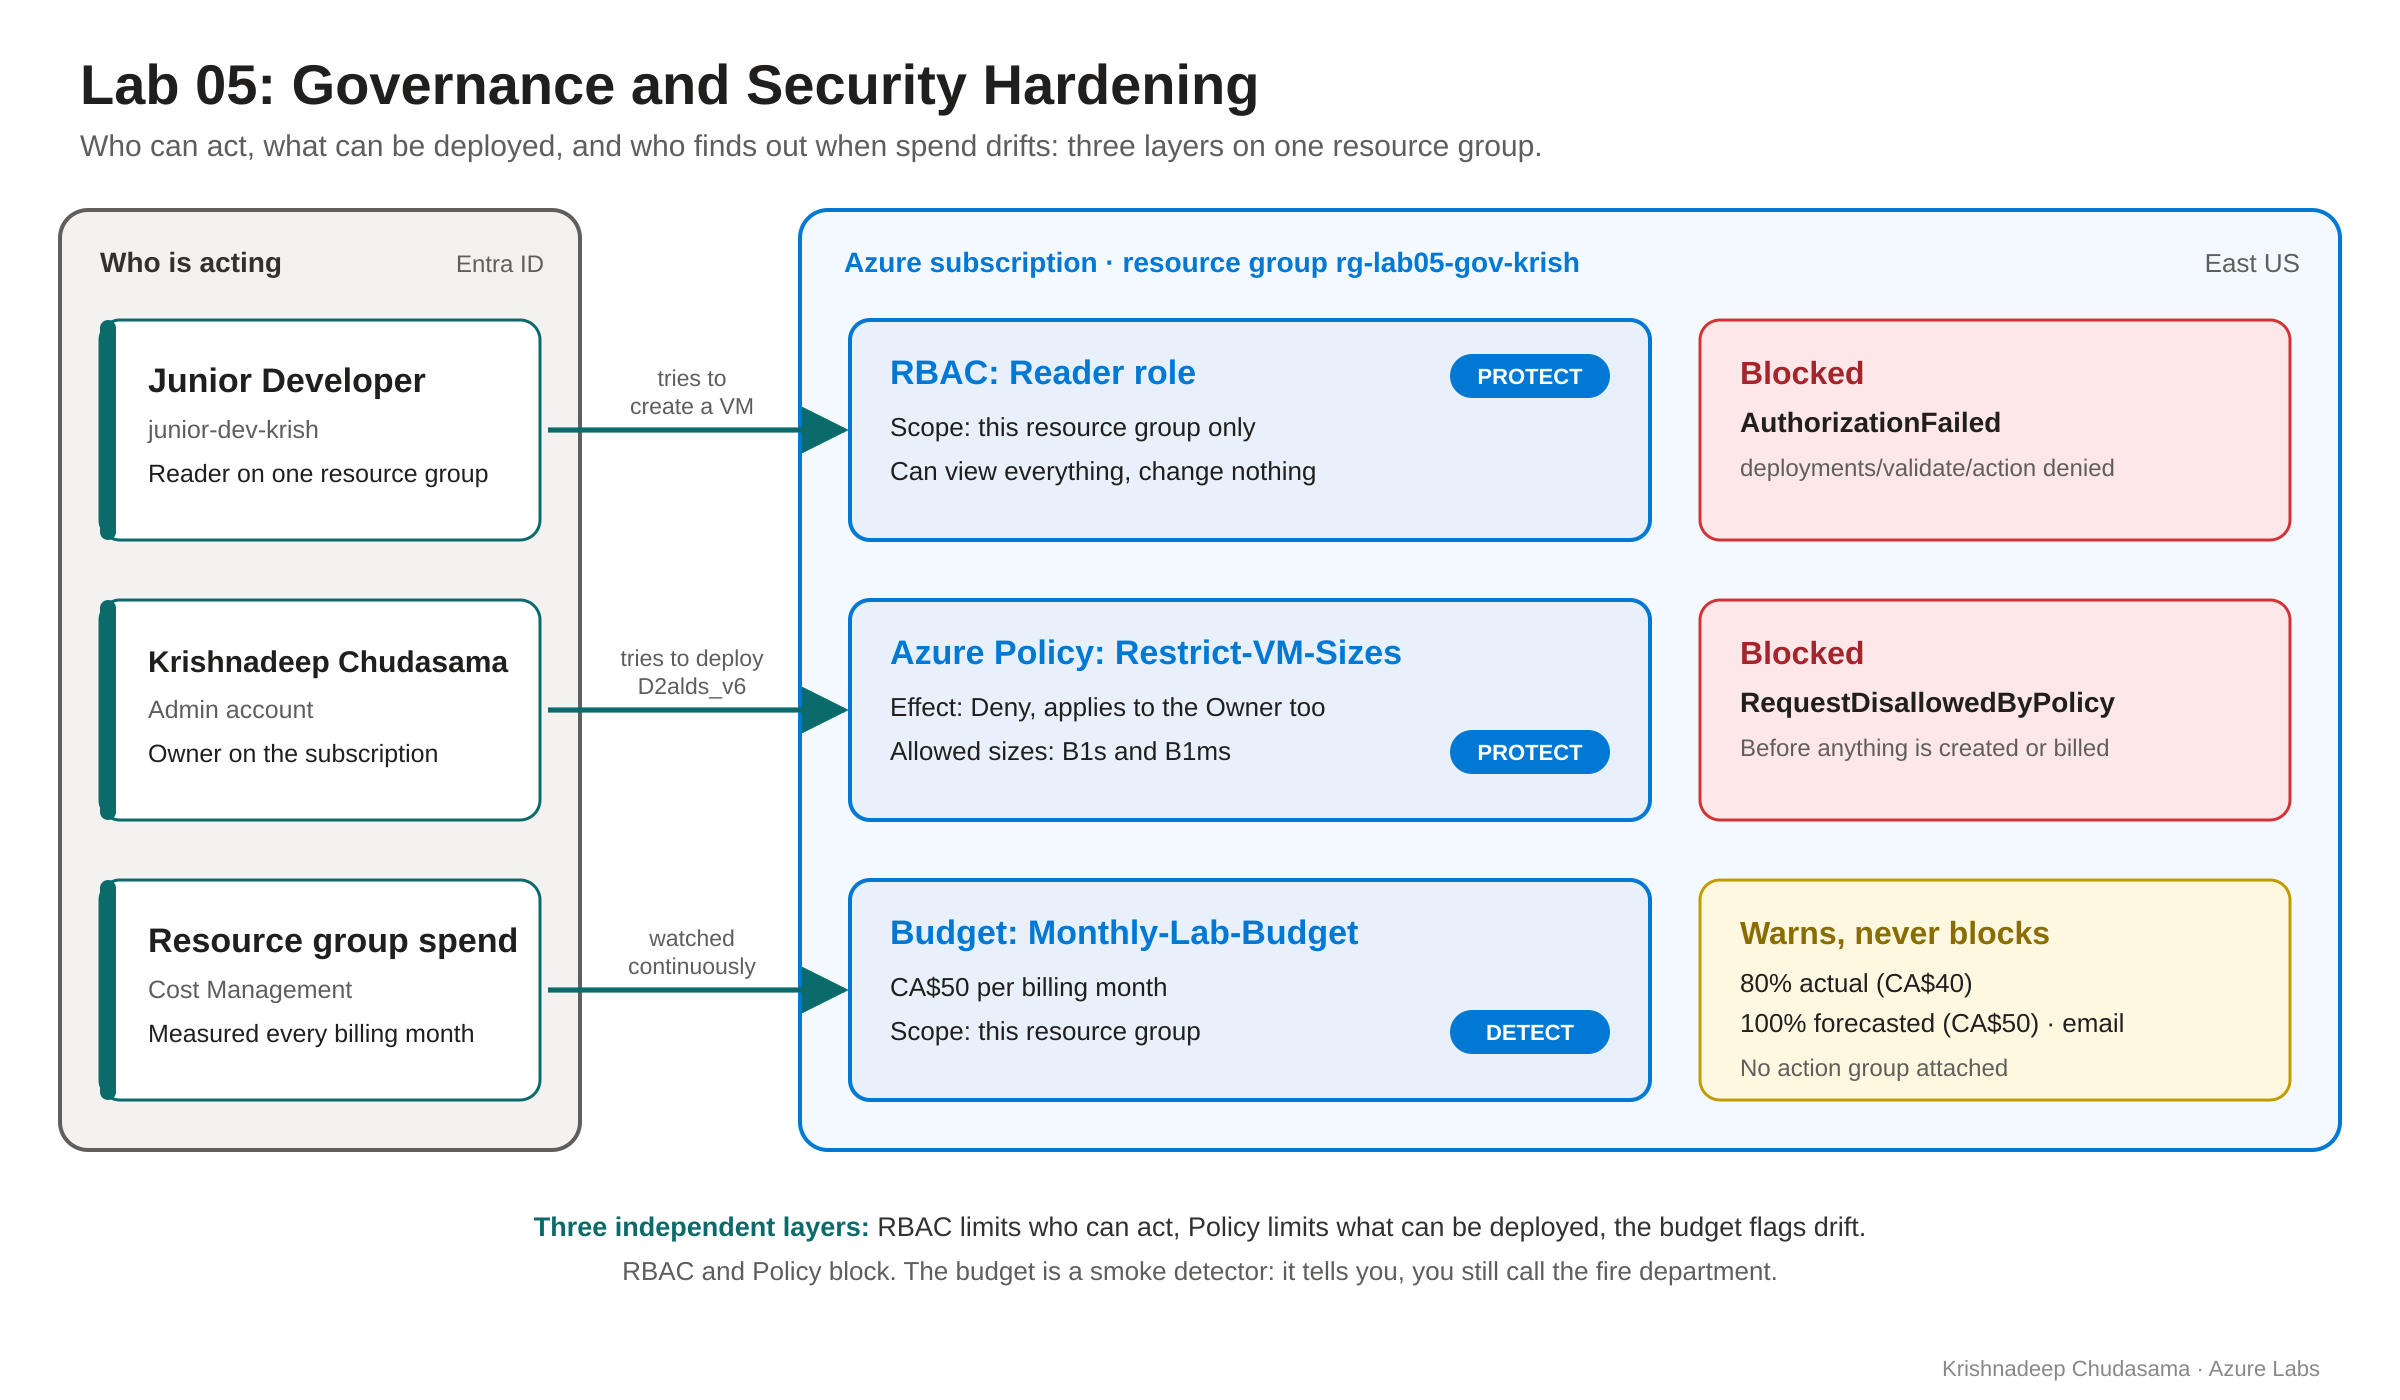 Lab 05: Governance and Security Hardening
Who can act, what can be deployed, and who finds out when spend drifts: three layers on one resource group.
Who is acting
Entra ID
Junior Developer
junior-dev-krish
Reader on one resource group
Krishnadeep Chudasama
Admin account
Owner on the subscription
Resource group spend
Cost Management
Measured every billing month
tries to
create a VM
tries to deploy
D2alds_v6
watched
continuously
Azure subscription · resource group rg-lab05-gov-krish
East US
RBAC: Reader role
PROTECT
Scope: this resource group only
Can view everything, change nothing
Blocked
AuthorizationFailed
deployments/validate/action denied
Azure Policy: Restrict-VM-Sizes
Effect: Deny, applies to the Owner too
Allowed sizes: B1s and B1ms
PROTECT
Blocked
RequestDisallowedByPolicy
Before anything is created or billed
Budget: Monthly-Lab-Budget
CA$50 per billing month
Scope: this resource group
DETECT
Warns, never blocks
80% actual (CA$40)
100% forecasted (CA$50) · email
No action group attached
Three independent layers: RBAC limits who can act, Policy limits what can be deployed, the budget flags drift.
RBAC and Policy block. The budget is a smoke detector: it tells you, you still call the fire department.
Krishnadeep Chudasama · Azure Labs